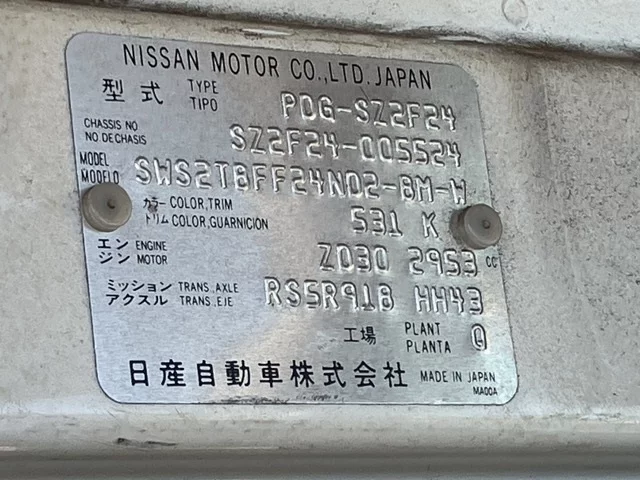 NISSAN MOTOR CO.,LTD. JAPAN
型式 TYPE TIPO PDG-SZ2F24
CHASSIS NO NO DE CHASIS SZ2F24-005524
MODEL MODELO SWS2TBFF24NO2-BM-W
カラー COLOR,TRIM
トリム COLOR,GUARNICION 531 K
エンジン ENGINE MOTOR ZD30 2953 CC
ミッション TRANS. AXLE
アクスル TRANS. EJE RS5R91B HH43
工場 PLANT PLANTA Q
日産自動車株式会社 MADE IN JAPAN
MA00A